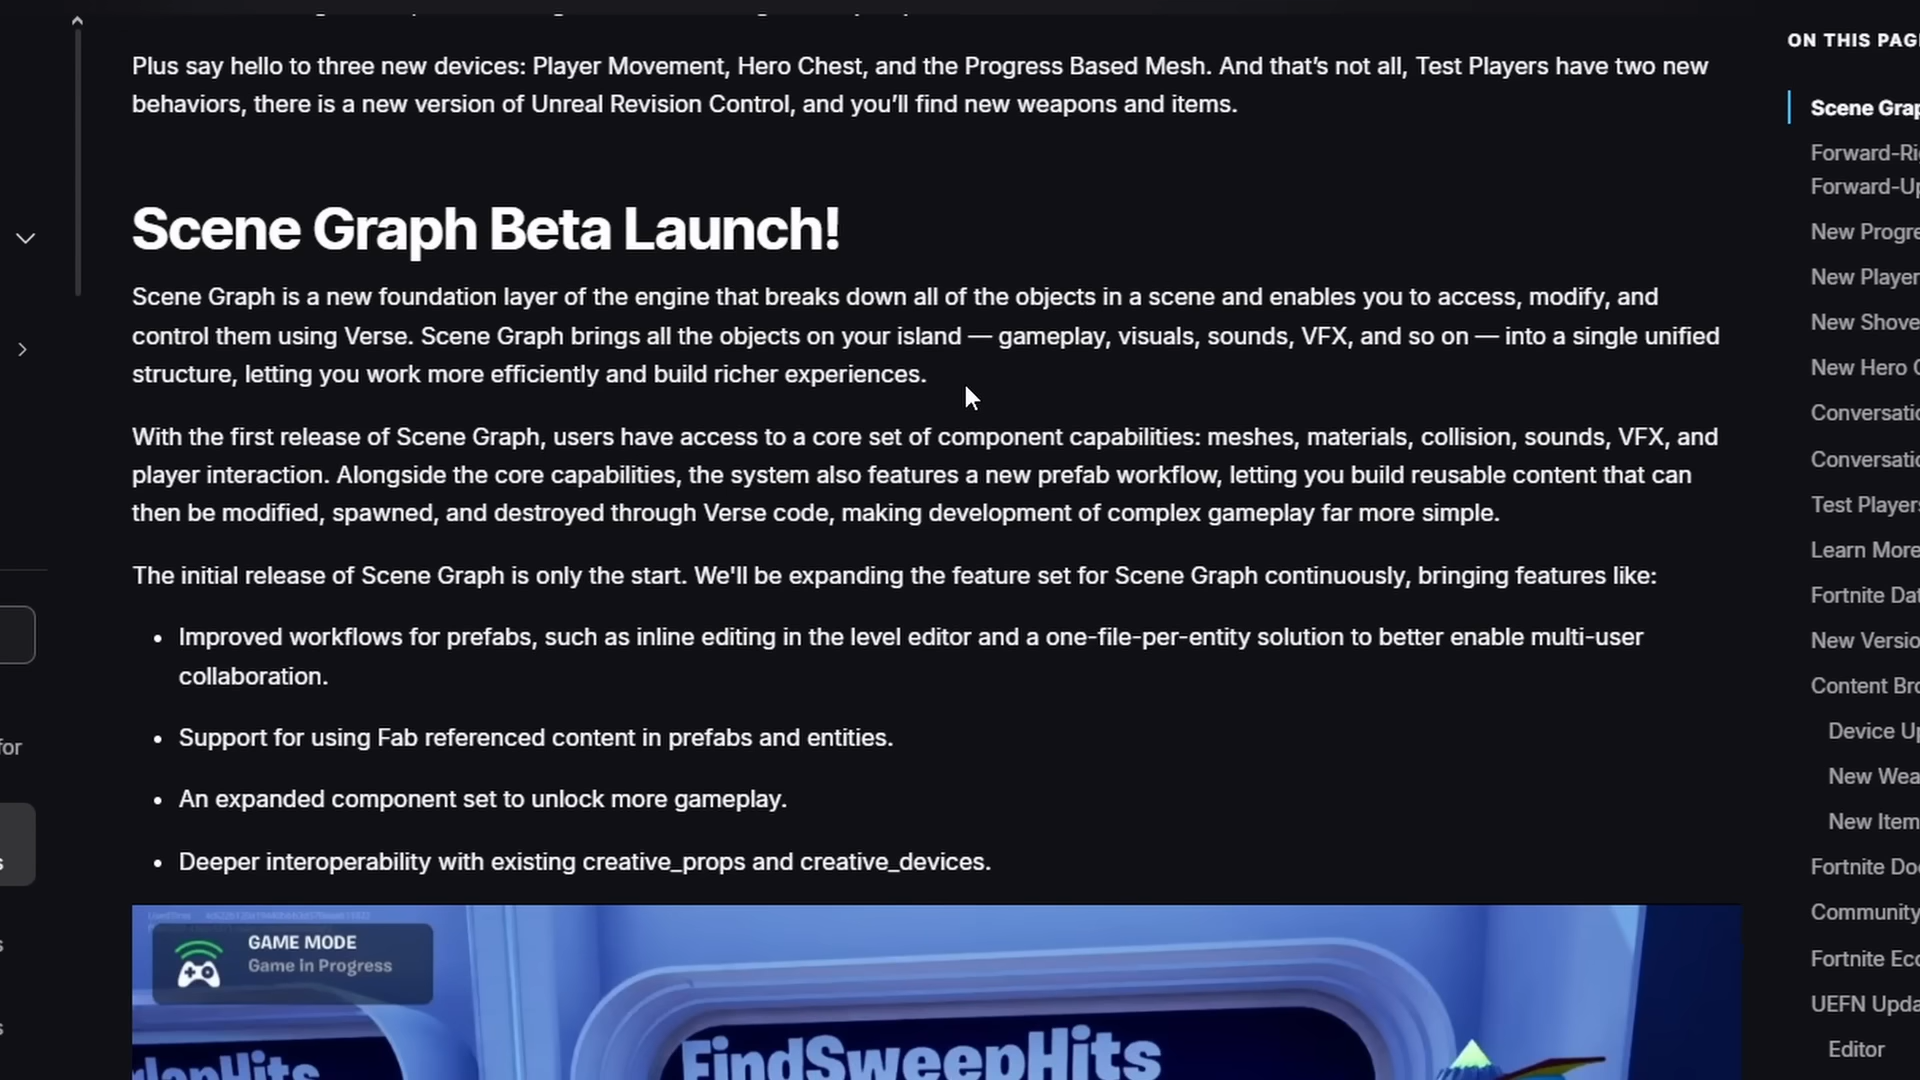 Plus say hello to three new devices: Player Movement, Hero Chest, and the Progress Based Mesh. And that’s not all, Test Players have two new
behaviors, there is a new version of Unreal Revision Control, and you’ll find new weapons and items.
Scene Graph Beta Launch!
Scene Graph is a new foundation layer of the engine that breaks down all of the objects in a scene and enables you to access, modify, and
control them using Verse. Scene Graph brings all the objects on your island — gameplay, visuals, sounds, VFX, and so on — into a single unified
structure, letting you work more efficiently and build richer experiences.
With the first release of Scene Graph, users have access to a core set of component capabilities: meshes, materials, collision, sounds, VFX, and
player interaction. Alongside the core capabilities, the system also features a new prefab workflow, letting you build reusable content that can
then be modified, spawned, and destroyed through Verse code, making development of complex gameplay far more simple.
The initial release of Scene Graph is only the start. We'll be expanding the feature set for Scene Graph continuously, bringing features like:
• Improved workflows for prefabs, such as inline editing in the level editor and a one-file-per-entity solution to better enable multi-user
collaboration.
• Support for using Fab referenced content in prefabs and entities.
• An expanded component set to unlock more gameplay.
• Deeper interoperability with existing creative_props and creative_devices.
GAME MODE
Game in Progress
FindSweepHits
rlapHits
for
s
s
s
ON THIS PAG
Scene Grap
Forward-Ri
Forward-Up
New Progre
New Player
New Shove
New Hero C
Conversatio
Conversatio
Test Players
Learn More
Fortnite Dat
New Versio
Content Bro
Device Up
New Wea
New Item
Fortnite Doc
Community
Fortnite Eco
UEFN Upda
Editor